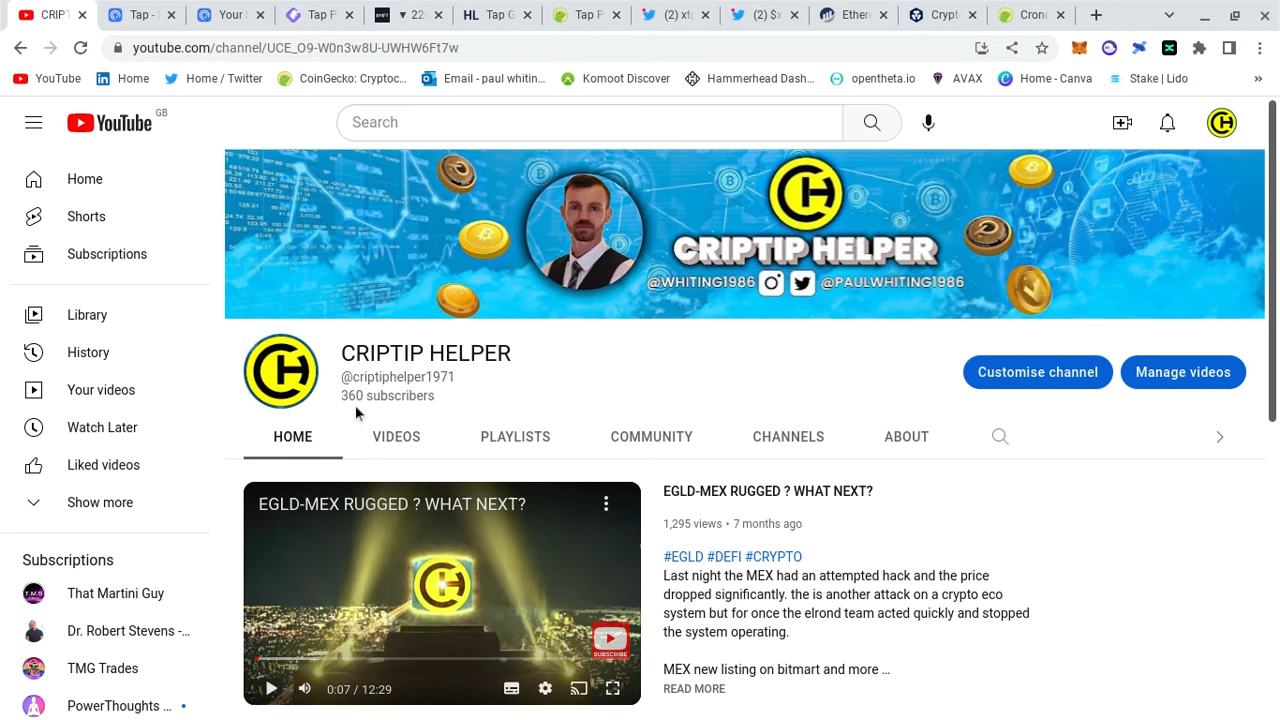 CRIPT
Tap -
Your S
Tap P
▼ 22
HL Tap G
Tap P
(2) xtp
(2) $x
Ether
Crypt
Cronc
youtube.com/channel/UCE_O9-W0n3w8U-UWHW6Ft7w
YouTube
Home
Home / Twitter
CoinGecko: Cryptoc...
Email - paul whitin...
Komoot Discover
Hammerhead Dash...
opentheta.io
AVAX
Home - Canva
Stake | Lido
»
YouTube GB
Search
Home
Shorts
Subscriptions
Library
History
Your videos
Watch Later
Liked videos
Show more
Subscriptions
That Martini Guy
Dr. Robert Stevens -...
TMG Trades
PowerThoughts ...
CRIPTIP HELPER
@WHITING1986 @PAULWHITING1986
CRIPTIP HELPER
@criptiphelper1971
360 subscribers
Customise channel
Manage videos
HOME
VIDEOS
PLAYLISTS
COMMUNITY
CHANNELS
ABOUT
EGLD-MEX RUGGED ? WHAT NEXT?
SUBSCRIBE
0:07 / 12:29
EGLD-MEX RUGGED ? WHAT NEXT?
1,295 views • 7 months ago
#EGLD #DEFI #CRYPTO
Last night the MEX had an attempted hack and the price
dropped significantly. the is another attack on a crypto eco
system but for once the elrond team acted quickly and stopped
the system operating.
MEX new listing on bitmart and more ...
READ MORE